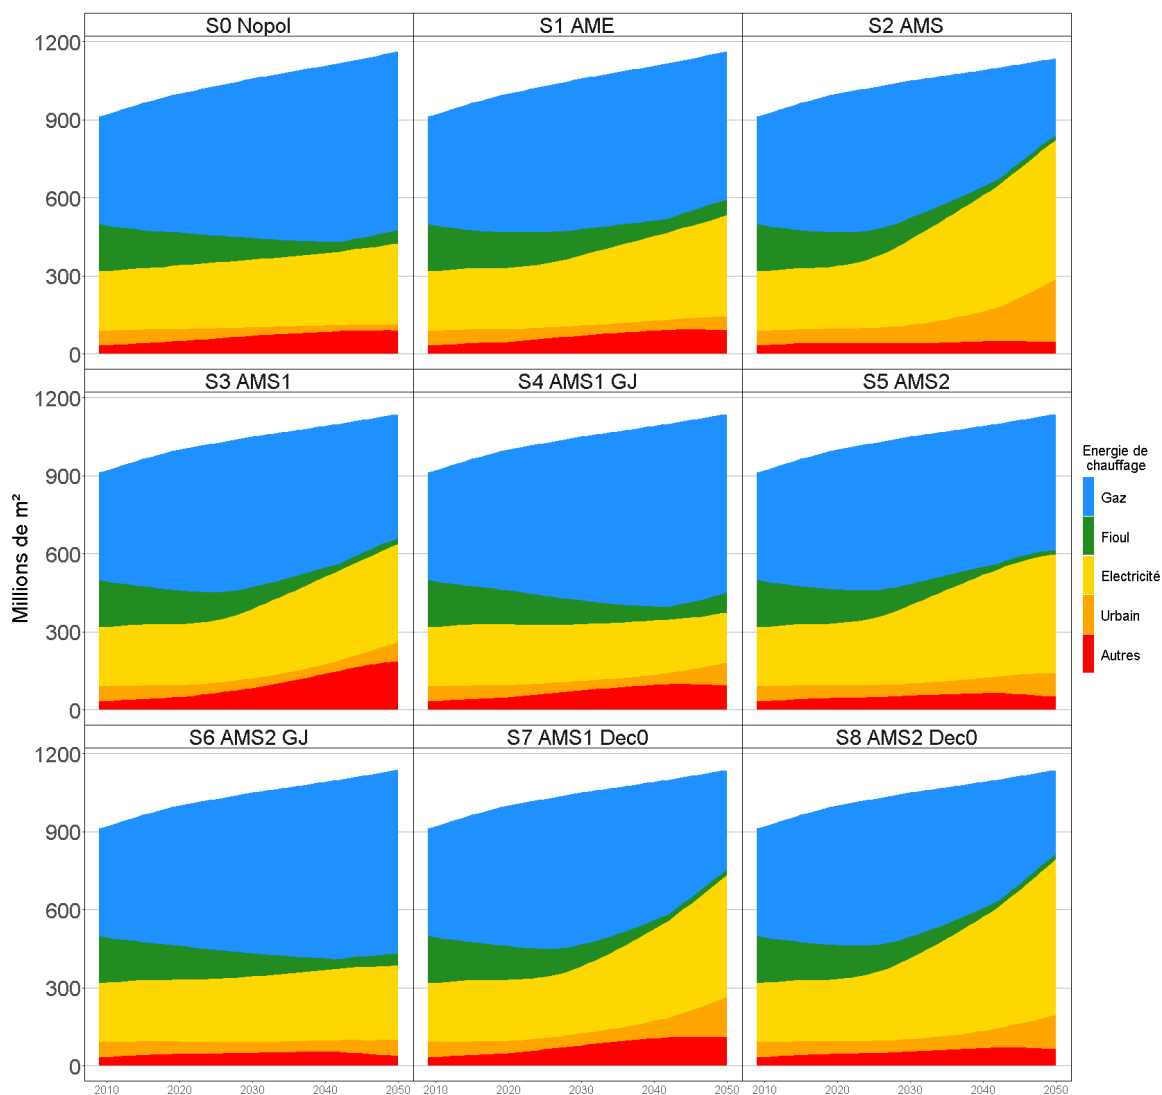 S0 Nopol
S1 AME
S2 AMS
1200
900
600
300
0
S3 AMS1
S4 AMS1 GJ
S5 AMS2
1200
900
600
300
0
Millions de m²
Energie de
chauffage
Gaz
Fioul
Electricité
Urbain
Autres
S6 AMS2 GJ
S7 AMS1 Dec0
S8 AMS2 Dec0
1200
900
600
300
0
2010 2020 2030 2040 2050
2010 2020 2030 2040 2050
2010 2020 2030 2040 2050